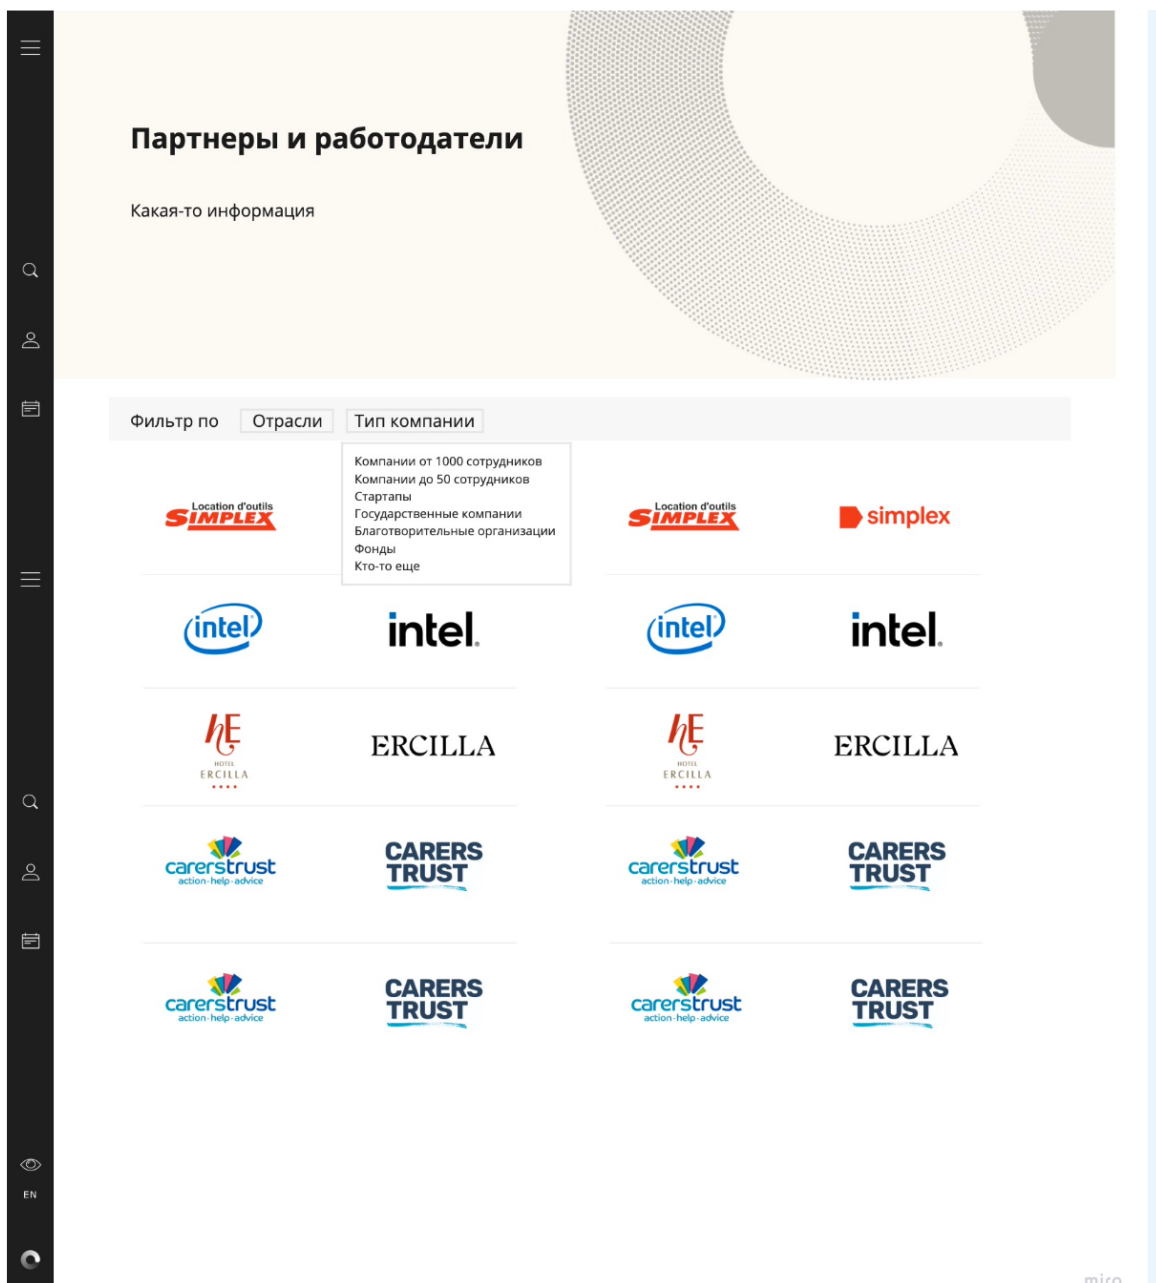 Партнеры и работодатели
Какая-то информация
Фильтр по Отрасли Тип компании
Компании от 1000 сотрудников
Компании до 50 сотрудников
Стартапы
Государственные компании
Благотворительные организации
Фонды
Кто-то еще
Location d'outils
SIMPLEX
Location d'outils
SIMPLEX
simplex
intel
intel.
intel
intel.
hE
HOTEL
ERCILLA
ERCILLA
hE
HOTEL
ERCILLA
ERCILLA
carerstrust
action·help·advice
CARERS
TRUST
carerstrust
action·help·advice
CARERS
TRUST
carerstrust
action·help·advice
CARERS
TRUST
carerstrust
action·help·advice
CARERS
TRUST
EN
miro